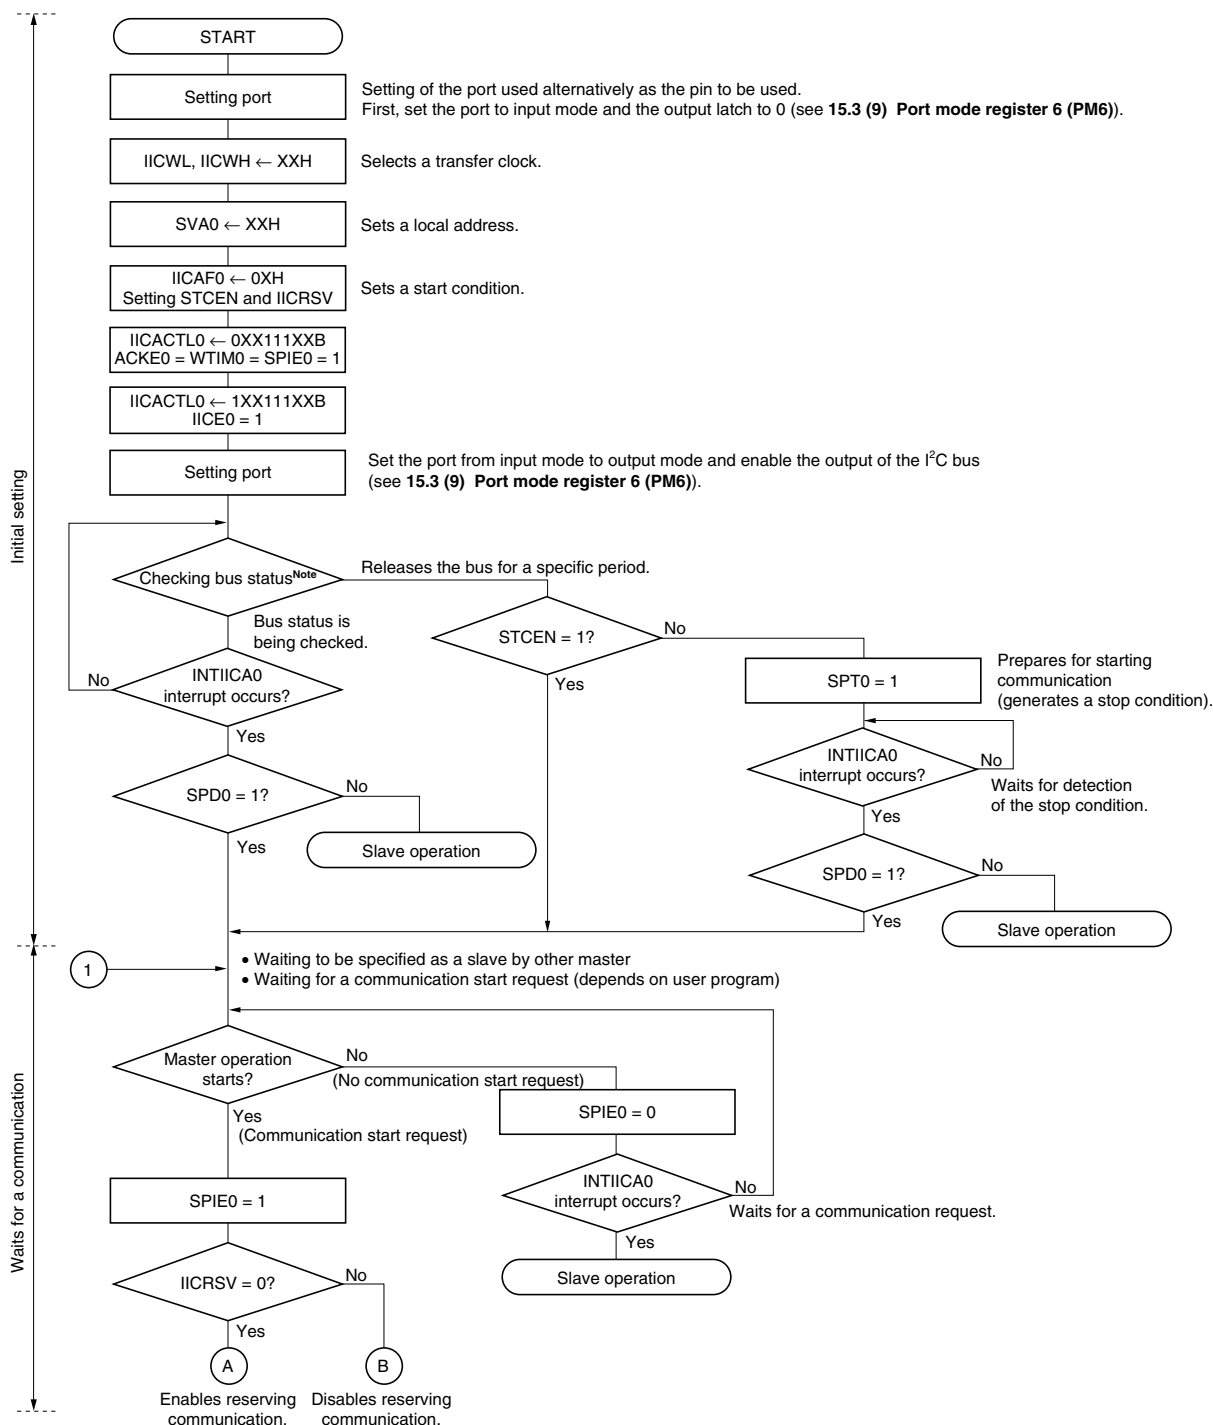 START
Setting port
Setting of the port used alternatively as the pin to be used.
First, set the port to input mode and the output latch to 0 (see 15.3 (9) Port mode register 6 (PM6)).
IICWL, IICWH ← XXH
Selects a transfer clock.
SVA0 ← XXH
Sets a local address.
IICAF0 ← 0XH
Setting STCEN and IICRSV
Sets a start condition.
IICACTL0 ← 0XX111XXB
ACKE0 = WTIM0 = SPIE0 = 1
IICACTL0 ← 1XX111XXB
IICE0 = 1
Setting port
Set the port from input mode to output mode and enable the output of the I²C bus
(see 15.3 (9) Port mode register 6 (PM6)).
Initial setting
Checking bus statusNote
Releases the bus for a specific period.
Bus status is
being checked.
STCEN = 1?
No
Yes
INTIICA0
interrupt occurs?
No
Yes
SPT0 = 1
Prepares for starting
communication
(generates a stop condition).
INTIICA0
interrupt occurs?
No
Waits for detection
of the stop condition.
Yes
SPD0 = 1?
No
Yes
Slave operation
SPD0 = 1?
No
Yes
Slave operation
1
• Waiting to be specified as a slave by other master
• Waiting for a communication start request (depends on user program)
Waits for a communication
Master operation
starts?
No
(No communication start request)
Yes
(Communication start request)
SPIE0 = 0
INTIICA0
interrupt occurs?
No
Waits for a communication request.
Yes
Slave operation
SPIE0 = 1
IICRSV = 0?
No
Yes
A
B
Enables reserving
communication.
Disables reserving
communication.